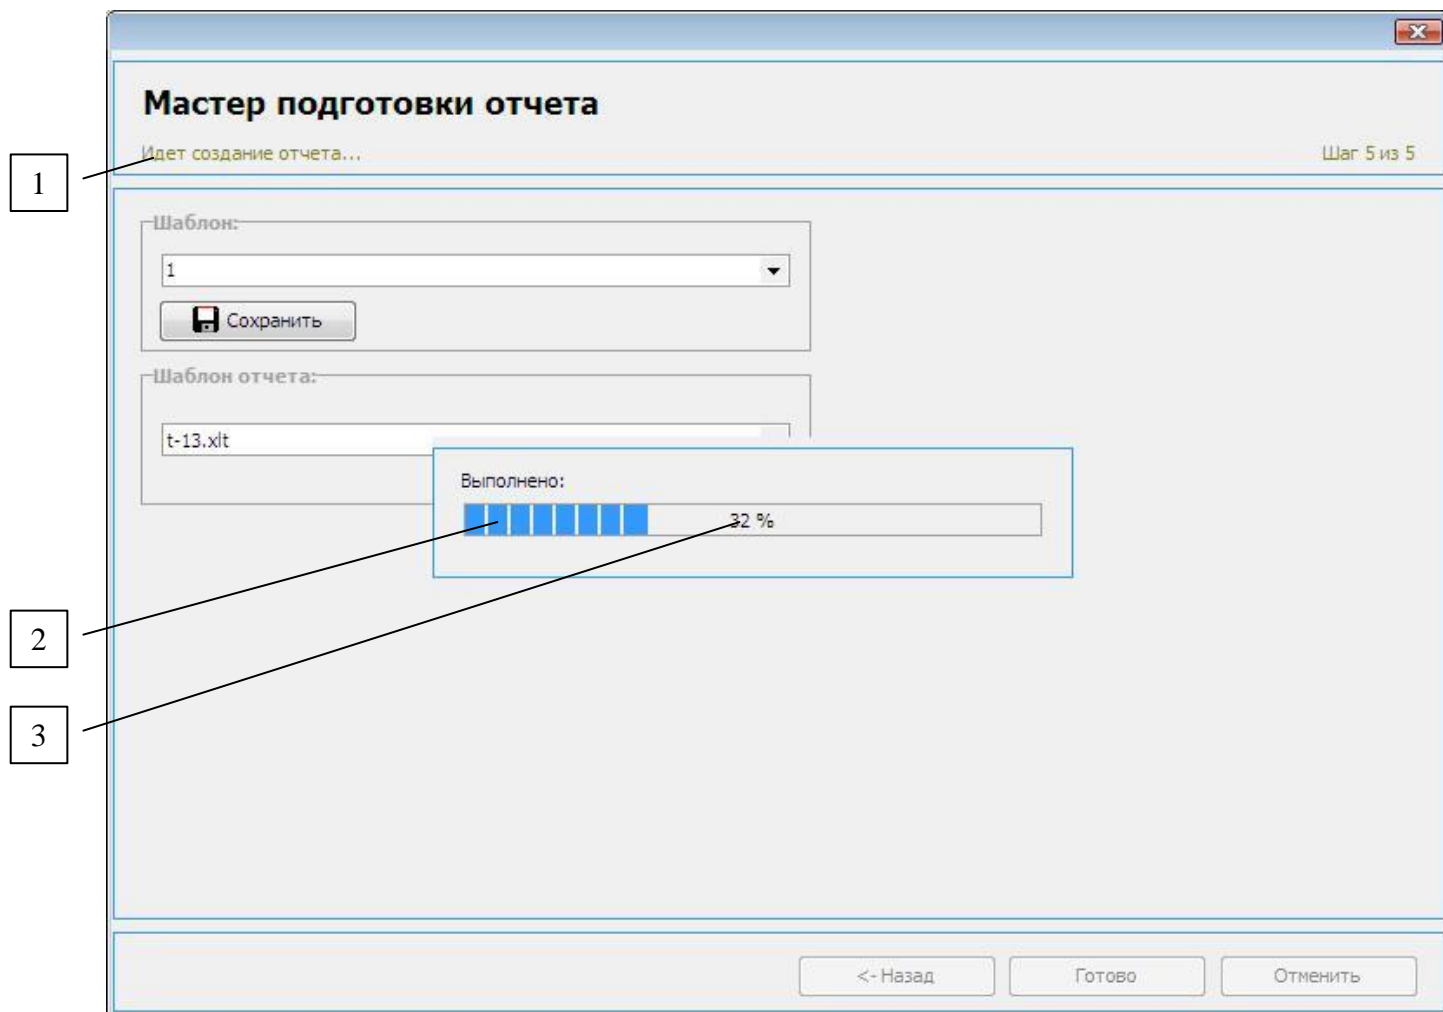 Мастер подготовки отчета
Идет создание отчета...
Шаг 5 из 5
1
Шаблон:
1
Сохранить
Шаблон отчета:
t-13.xlt
Выполнено:
32 %
2
3
<- Назад
Готово
Отменить